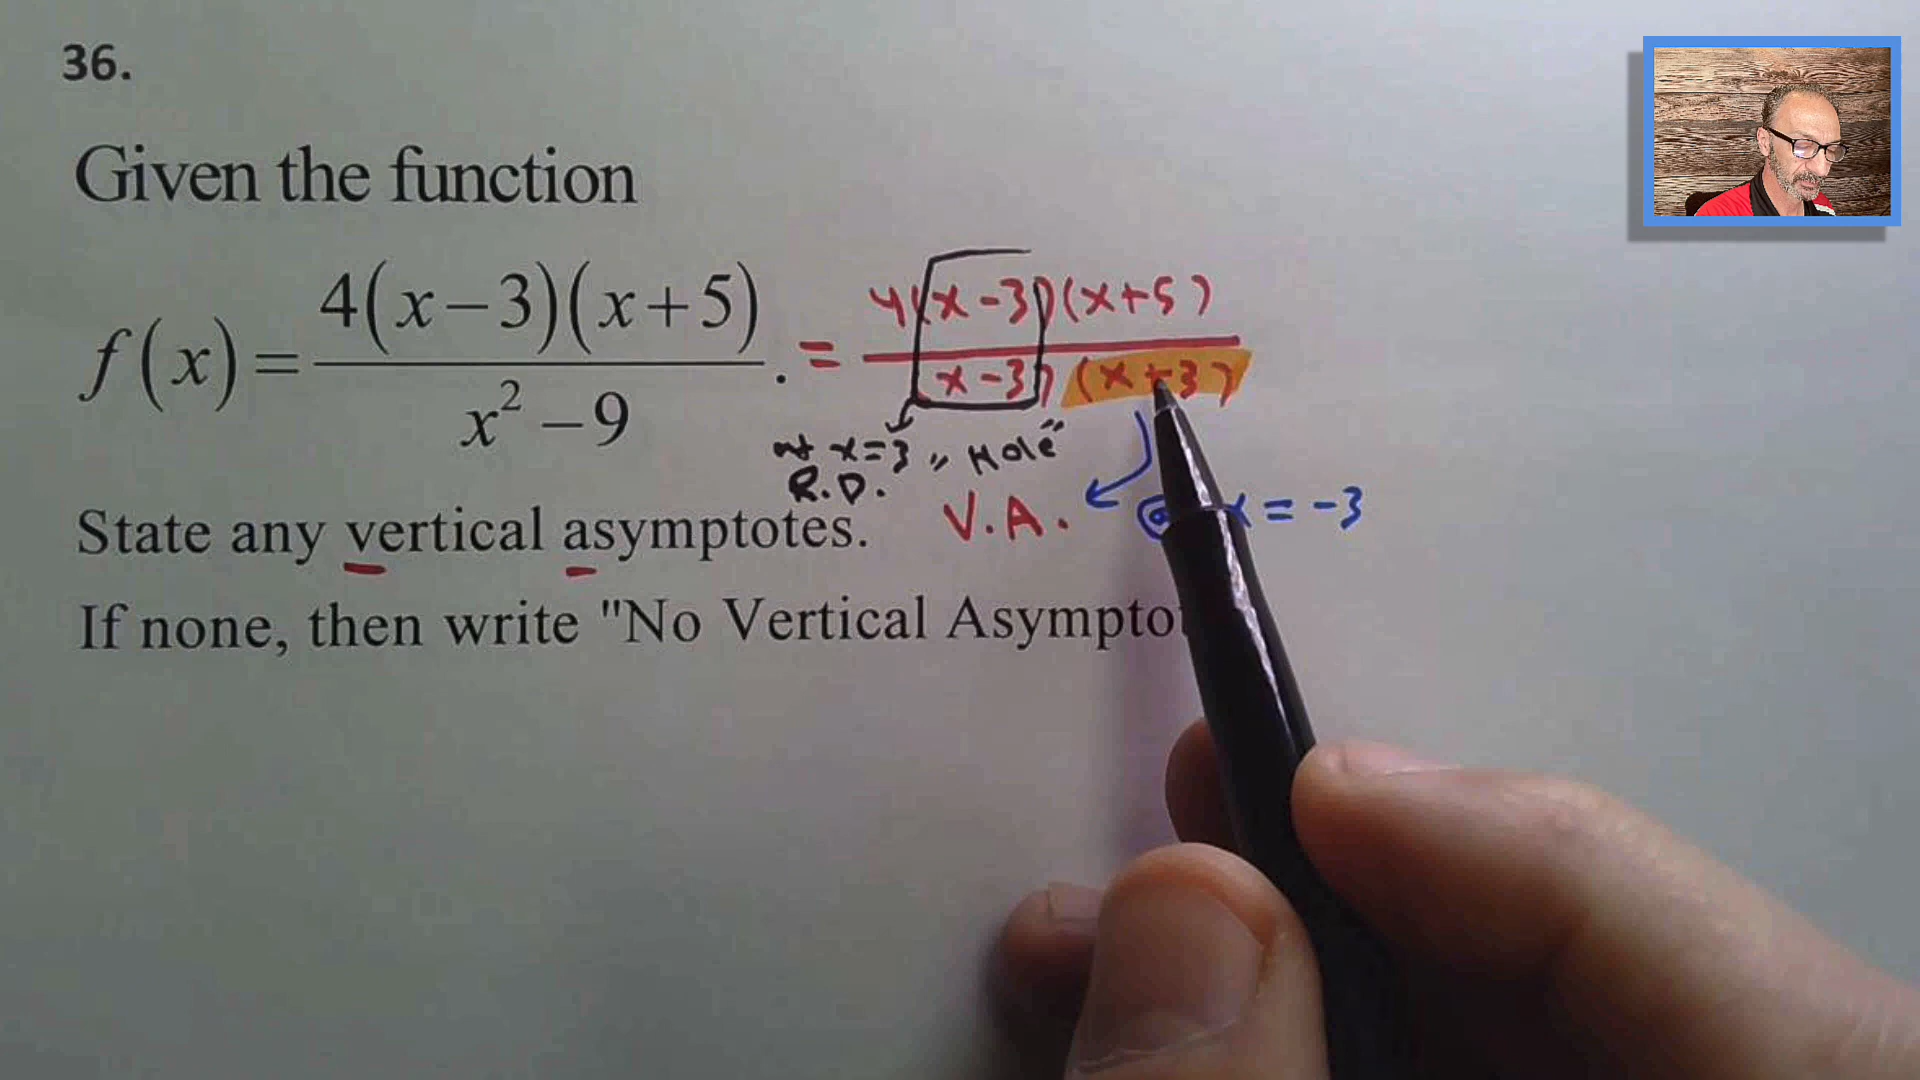 36.
Given the function
f(x) = 4(x-3)(x+5) / x² - 9 . = 4(x-3)(x+5) / (x-3)(x+3)
at x=3 "Hole"
R.D.
State any vertical asymptotes. V.A. @ x = -3
If none, then write "No Vertical